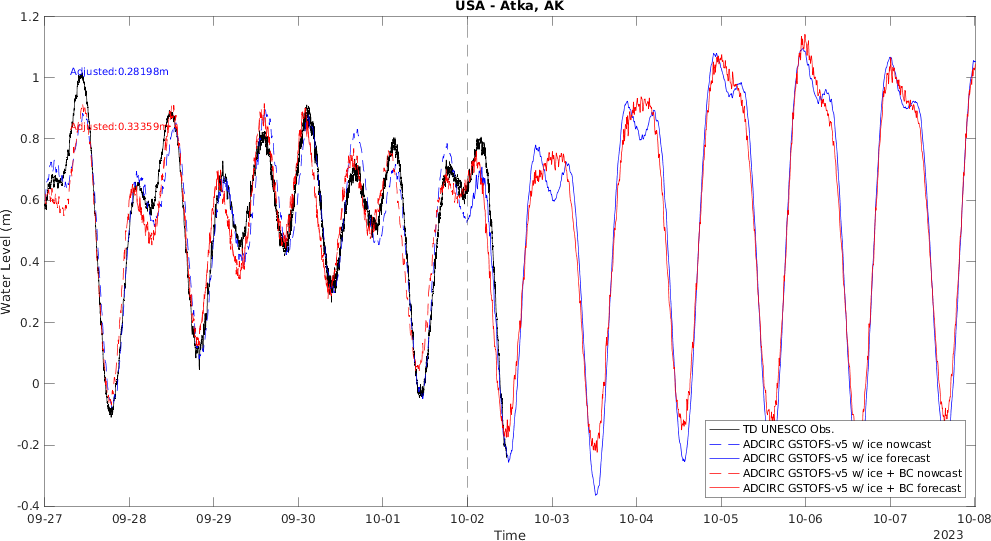 USA - Atka, AK
1.2
1
0.8
0.6
0.4
0.2
0
-0.2
-0.4
Water Level (m)
Adjusted:0.28198m
Adjusted:0.33359m
TD UNESCO Obs.
ADCIRC GSTOFS-v5 w/ ice nowcast
ADCIRC GSTOFS-v5 w/ ice forecast
ADCIRC GSTOFS-v5 w/ ice + BC nowcast
ADCIRC GSTOFS-v5 w/ ice + BC forecast
09-27 09-28 09-29 09-30 10-01 10-02 10-03 10-04 10-05 10-06 10-07 10-08
Time
2023